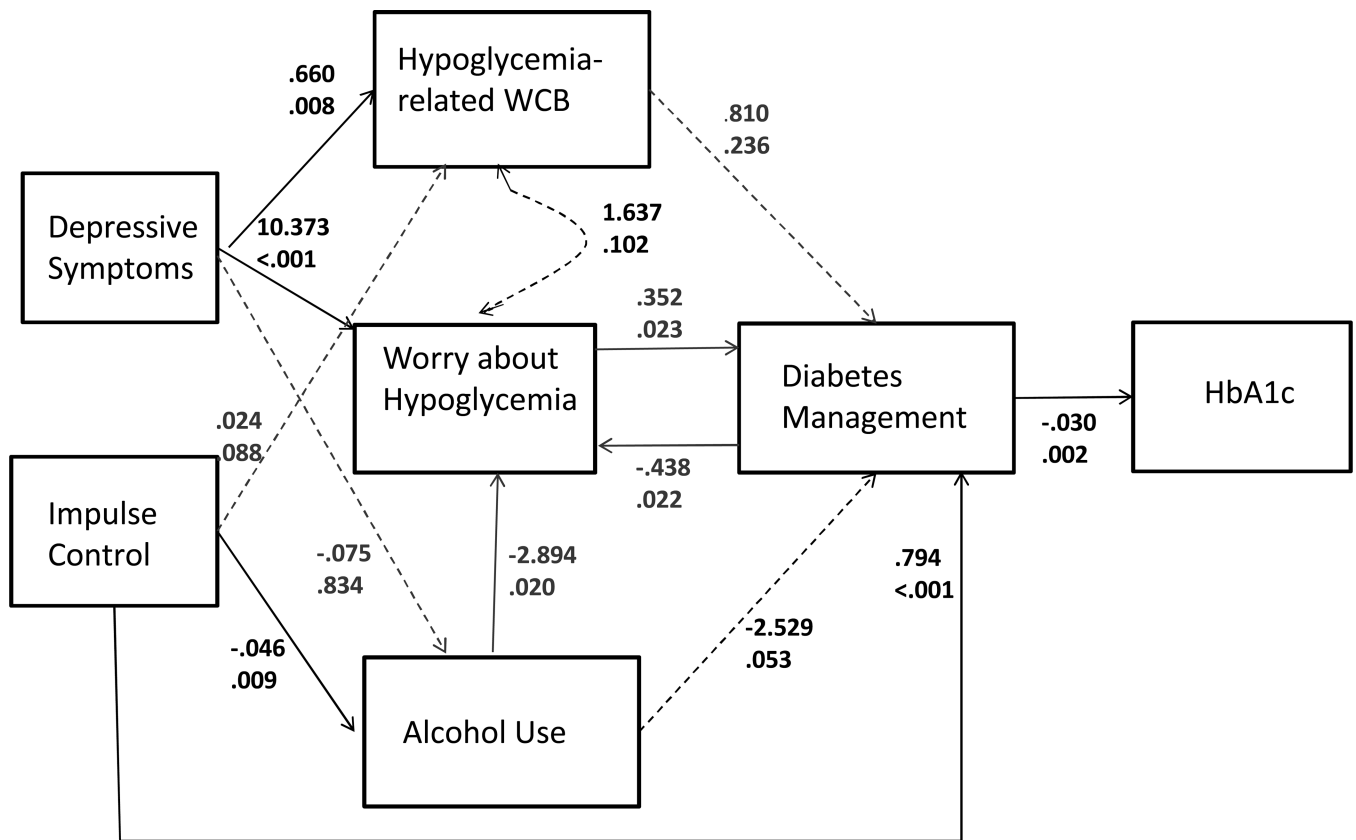 Hypoglycemia-
related WCB
.660
.008
.810
.236
Depressive
Symptoms
10.373
<.001
1.637
.102
.352
.023
Worry about
Hypoglycemia
Diabetes
Management
HbA1c
-.030
.002
.024
.088
-.438
.022
Impulse
Control
-.075
.834
-2.894
.020
.794
<.001
-.046
.009
-2.529
.053
Alcohol Use